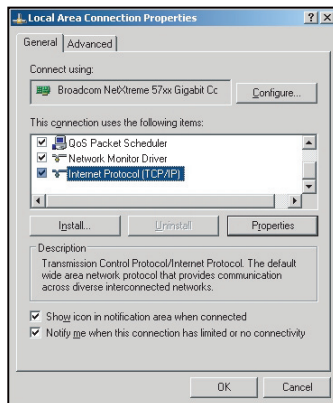 Local Area Connection Properties
General Advanced
Connect using:
Broadcom NetXtreme 57xx Gigabit Cc
Configure...
This connection uses the following items:
QoS Packet Scheduler
Network Monitor Driver
Internet Protocol (TCP/IP)
Install... Uninstall Properties
Description
Transmission Control Protocol/Internet Protocol. The default
wide area network protocol that provides communication
across diverse interconnected networks.
Show icon in notification area when connected
Notify me when this connection has limited or no connectivity
OK Cancel